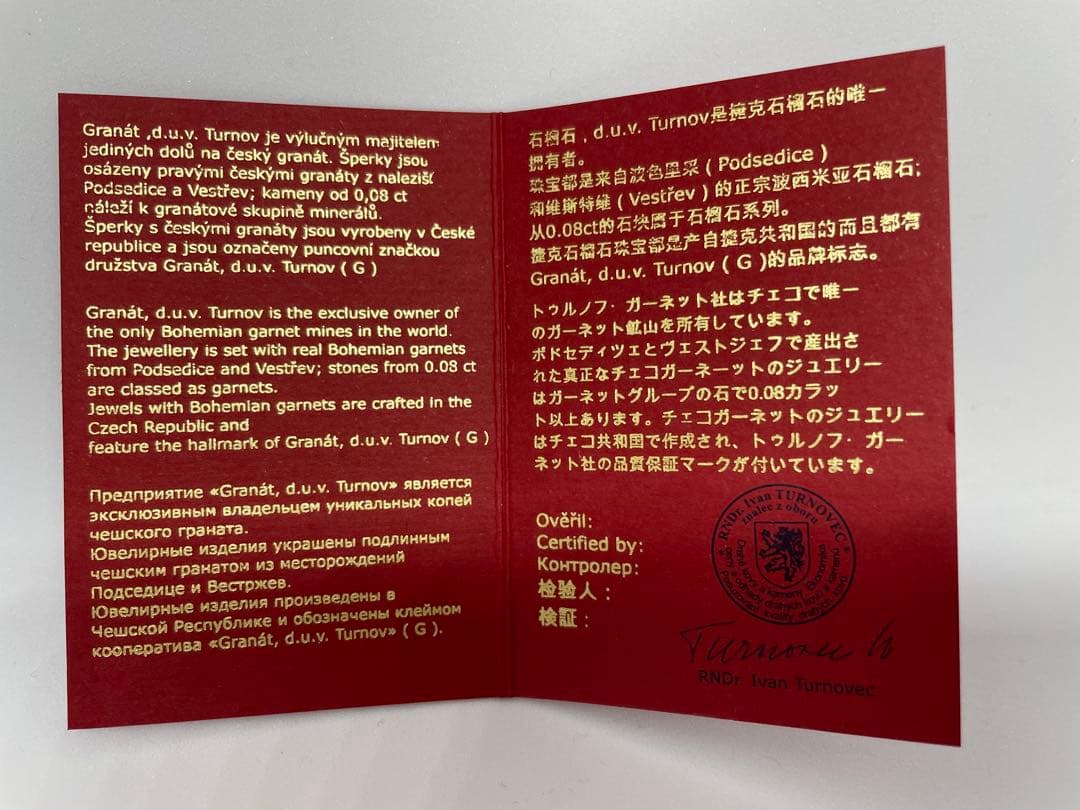 Granát ,d.u.v. Turnov je výlučným majitelem
jediných dolů na český granát. Šperky jsou
osázeny pravými českými granáty z nalezišť
Podsedice a Vestřev; kameny od 0,08 ct
náleží k granátové skupině minerálů.
Šperky s českými granáty jsou vyrobeny v České
republice a jsou označeny puncovní značkou
družstva Granát, d.u.v. Turnov ( G )
Granát, d.u.v. Turnov is the exclusive owner of
the only Bohemian garnet mines in the world.
The jewellery is set with real Bohemian garnets
from Podsedice and Vestřev; stones from 0.08 ct
are classed as garnets.
Jewels with Bohemian garnets are crafted in the
Czech Republic and
feature the hallmark of Granát, d.u.v. Turnov ( G )
Предприятие «Granát, d.u.v. Turnov» является
эксклюзивным владельцем уникальных копей
чешского граната.
Ювелирные изделия украшены подлинным
чешским гранатом из месторождений
Подседице и Вестржев.
Ювелирные изделия произведены в
Чешской Республике и обозначены клеймом
кооператива «Granát, d.u.v. Turnov» ( G ).
石榴石，d.u.v. Turnov是捷克石榴石的唯一
拥有者。
珠宝都是来自波色里采 ( Podsedice )
和维斯特维 ( Vestřev ) 的正宗波西米亚石榴石;
从0.08ct的石块属于石榴石系列。
捷克石榴石珠宝都是产自捷克共和国的而且都有
Granát, d.u.v. Turnov ( G )的品牌标志。
トゥルノフ· ガーネット社はチェコで唯一
のガーネット鉱山を所有しています。
ポドセディツェとヴェストジェフで産出さ
れた真正なチェコガーネーットのジュエリー
はガーネットグループの石で0.08カラッ
ト以上あります。チェコガーネットのジュエリー
はチェコ共和国で作成され、トゥルノフ· ガー
ネット社の品質保証マークが付いています。
Ověřil:
Certified by:
Контролер:
检验人：
検証：
RNDr. Ivan TURNOVEC
znalec z oboru
Turnovec
RNDr. Ivan Turnovec